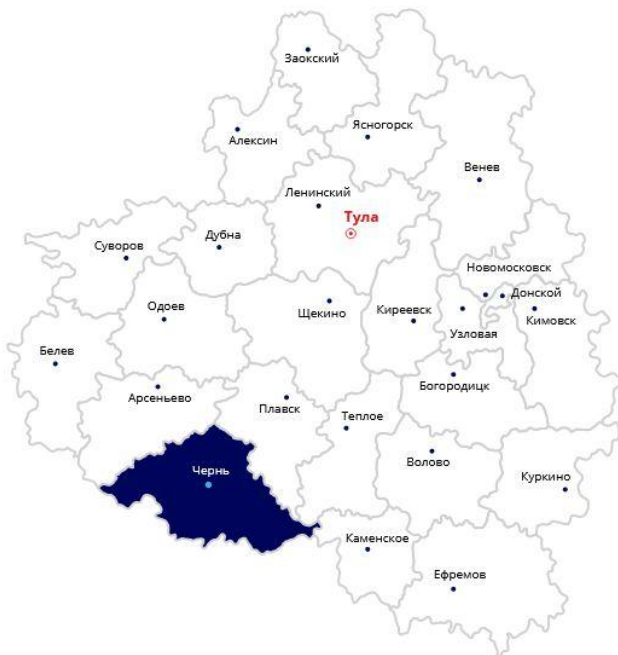 Заокский
Ясногорск
Алексин
Венев
Ленинский
Тула
Дубна
Суворов
Новомосковск
Донской
Одоев
Щекино
Киреевск
Узловая
Кимовск
Белев
Богородицк
Арсеньево
Плавск
Теплое
Волово
Чернь
Куркино
Каменское
Ефремов